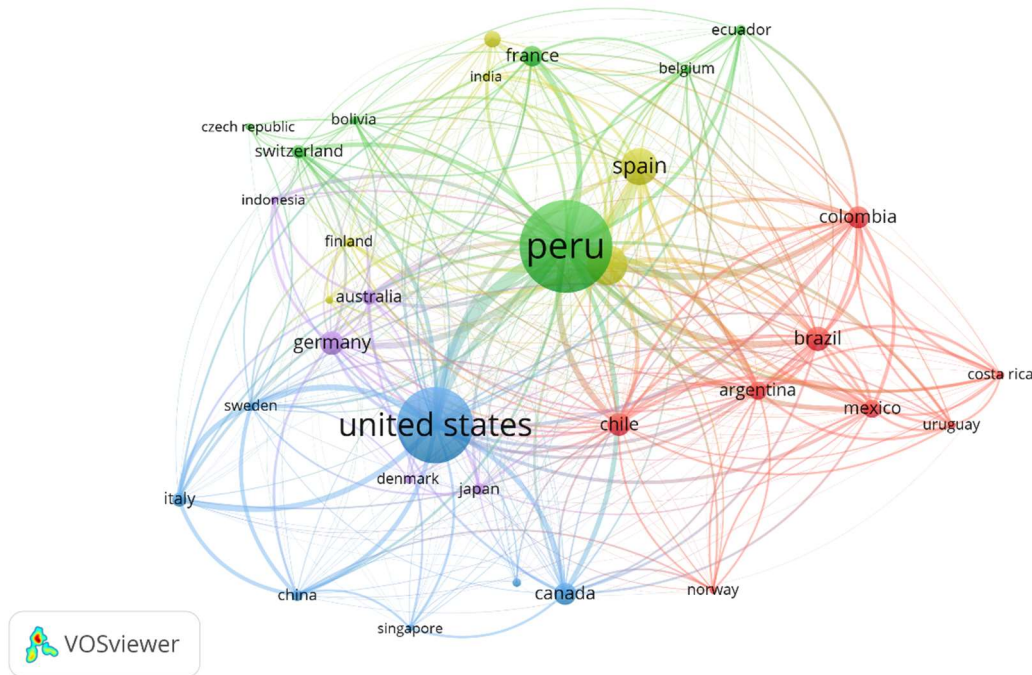 ecuador
france
belgium
india
bolivia
czech republic
switzerland
spain
indonesia
colombia
finland
peru
australia
germany
brazil
costa rica
argentina
sweden
mexico
united states
chile
uruguay
denmark
japan
italy
canada
norway
china
singapore
VOSviewer